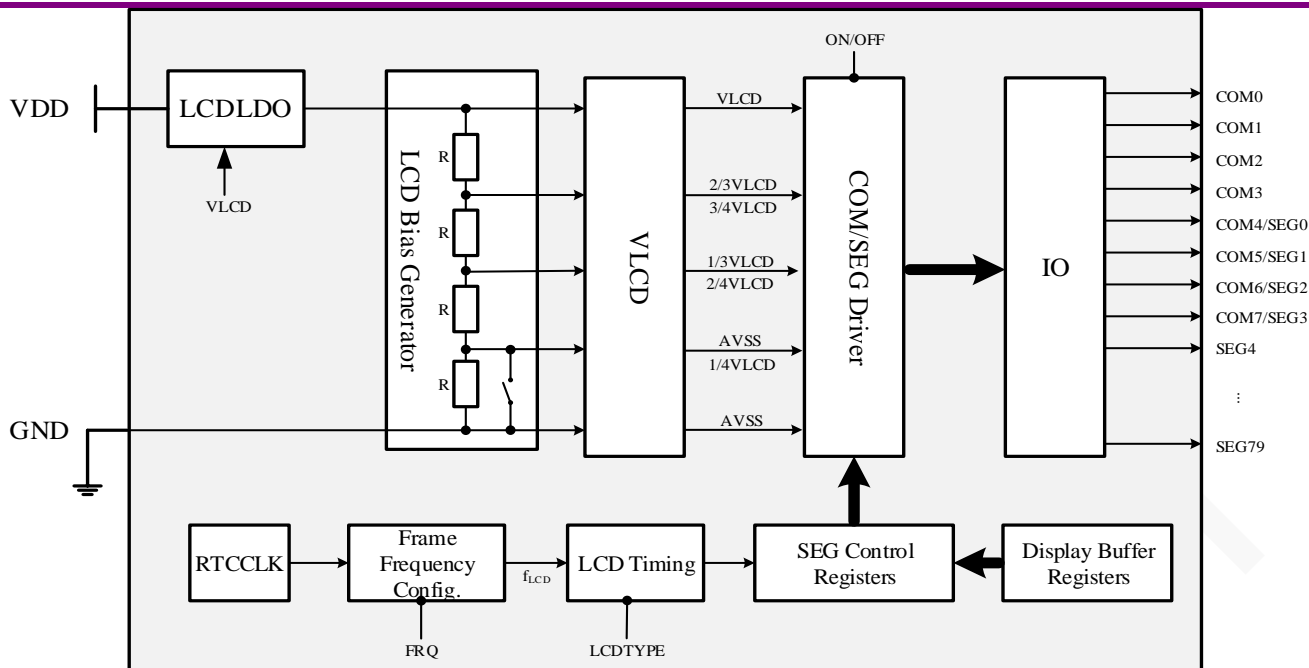 ON/OFF
VDD
LCDLDO
VLCD
LCD Bias Generator
R
R
R
R
VLCD
VLCD
2/3VLCD
3/4VLCD
1/3VLCD
2/4VLCD
AVSS
1/4VLCD
AVSS
COM/SEG Driver
IO
COM0
COM1
COM2
COM3
COM4/SEG0
COM5/SEG1
COM6/SEG2
COM7/SEG3
SEG4
...
SEG79
GND
RTCCLK
Frame
Frequency
Config.
fLCD
LCD Timing
SEG Control
Registers
Display Buffer
Registers
FRQ
LCDTYPE